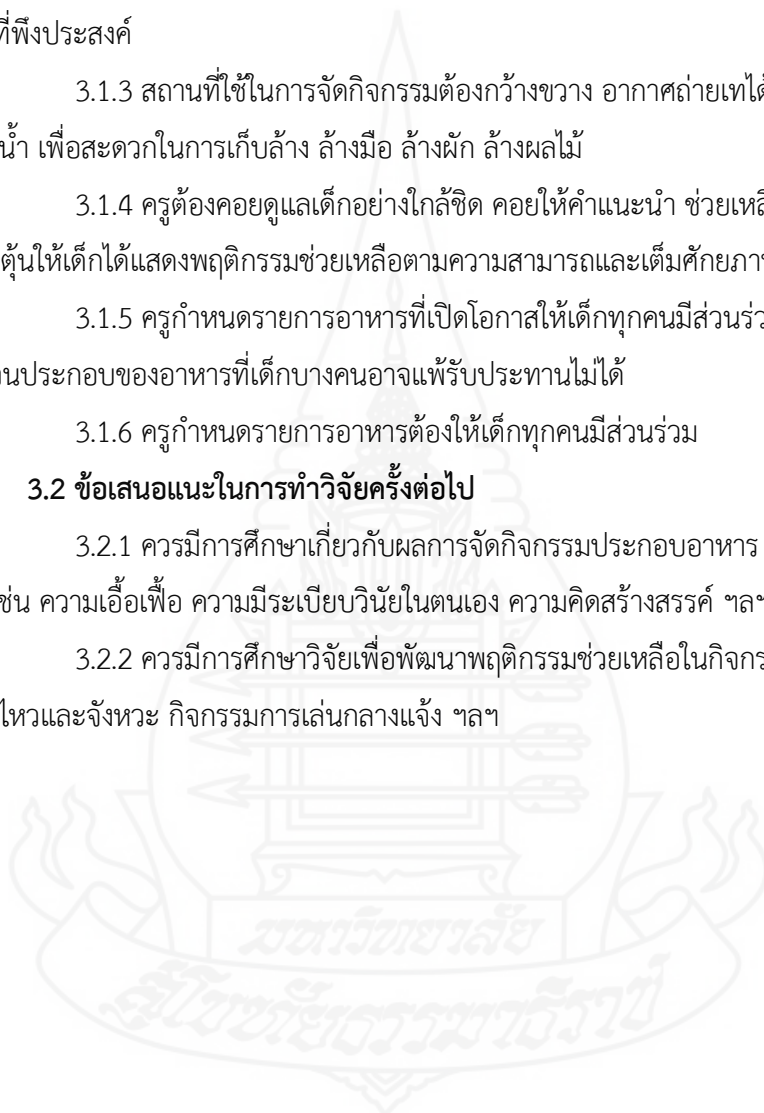 ที่พึงประสงค์
3.1.3 สถานที่ใช้ในการจัดกิจกรรมต้องกว้างขวาง อากาศถ่ายเทได้
น้ำ เพื่อสะดวกในการเก็บล้าง ล้างมือ ล้างผัก ล้างผลไม้
3.1.4 ครูต้องคอยดูแลเด็กอย่างใกล้ชิด คอยให้คำแนะนำ
ตุ้นให้เด็กได้แสดงพฤติกรรมช่วยเหลือตามความสามารถและเต็มศักยภาพ
3.1.5 ครูกำหนดรายการอาหารที่เปิดโอกาสให้เด็กทุกคน
นประกอบของอาหารที่เด็กบางคนอาจแพ้รับประทานไม่ได้
3.1.6 ครูกำหนดรายการอาหารต้องให้เด็กทุกคนมีส่วนร่วม
3.2 ข้อเสนอแนะในการทำวิจัยครั้งต่อไป
3.2.1 ควรมีการศึกษาเกี่ยวกับผลการจัดกิจกรรมประกอบอาหาร
ช่น ความเอื้อเฟื้อ ความมีระเบียบวินัยในตนเอง ความคิดสร้างสรรค์ ฯลฯ
3.2.2 ควรมีการศึกษาวิจัยเพื่อพัฒนาพฤติกรรมช่วยเหลือในกิจกร
ไหวและจังหวะ กิจกรรมการเล่นกลางแจ้ง ฯลฯ
มหาวิทยาลัย
สุโขทัยธรรมาธิราช